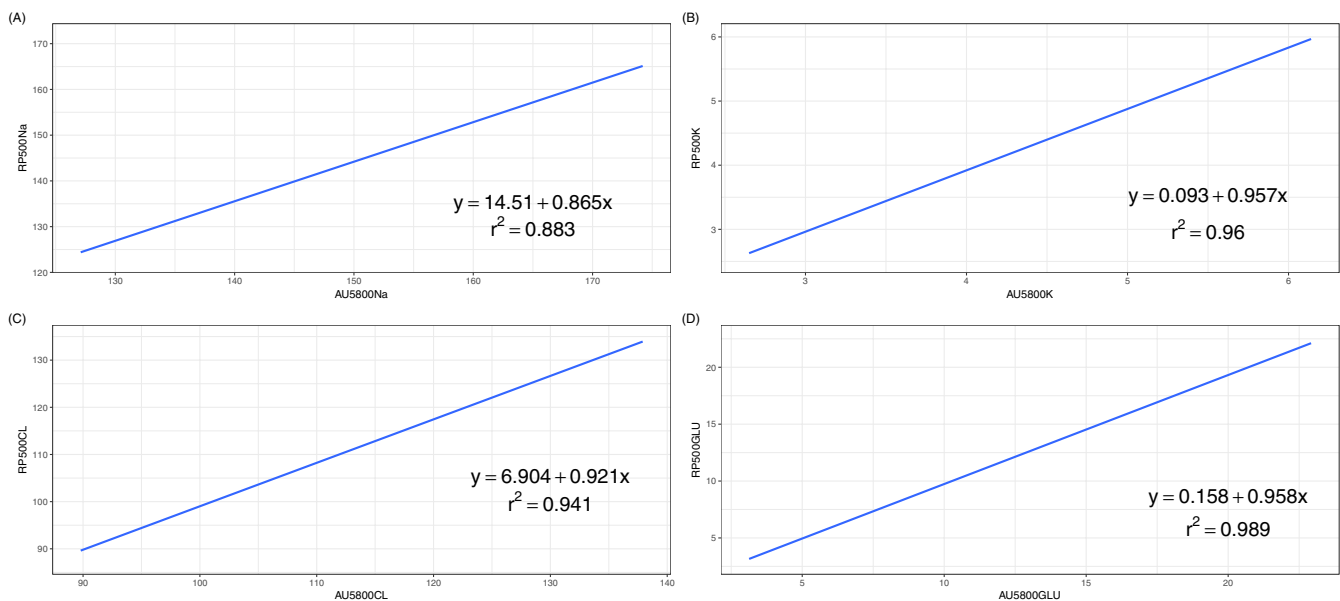 (A)
170
160
150
140
130
120
RP500Na
y = 14.51 + 0.865x
r² = 0.883
130 140 150 160 170
AU5800Na
(B)
6
5
4
3
RP500K
y = 0.093 + 0.957x
r² = 0.96
3 4 5 6
AU5800K
(C)
130
120
110
100
90
RP500CL
y = 6.904 + 0.921x
r² = 0.941
90 100 110 120 130 140
AU5800CL
(D)
20
15
10
5
RP500GLU
y = 0.158 + 0.958x
r² = 0.989
5 10 15 20
AU5800GLU